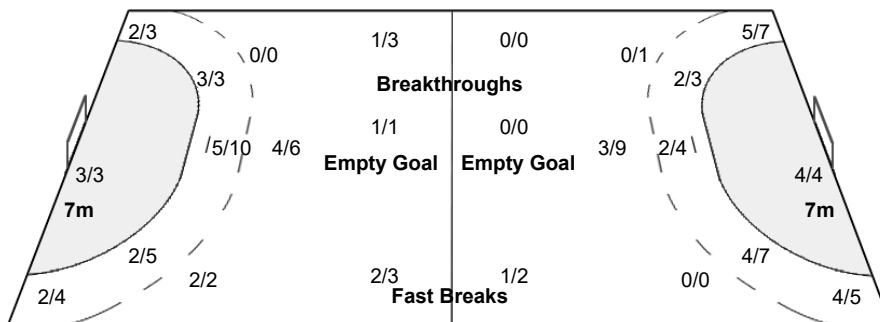 2/3 1/3 0/0 5/7
0/0 0/1
3/3 Breakthroughs 2/3
1/1 0/0
5/10 4/6 3/9 2/4
Empty Goal Empty Goal
3/3 4/4
7m 7m
2/5 4/7
2/2 2/3 1/2 0/0
2/4 Fast Breaks 4/5